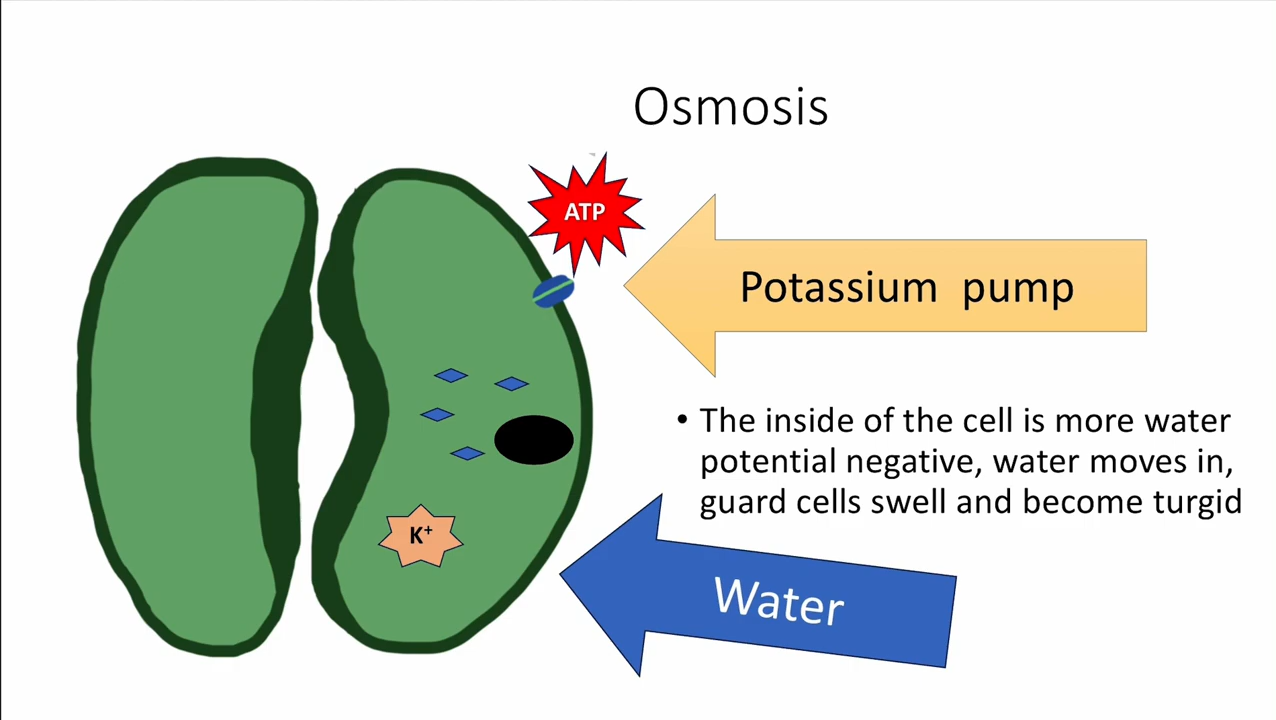 Osmosis
ATP
Potassium pump
• The inside of the cell is more water
potential negative, water moves in,
guard cells swell and become turgid
K⁺
Water